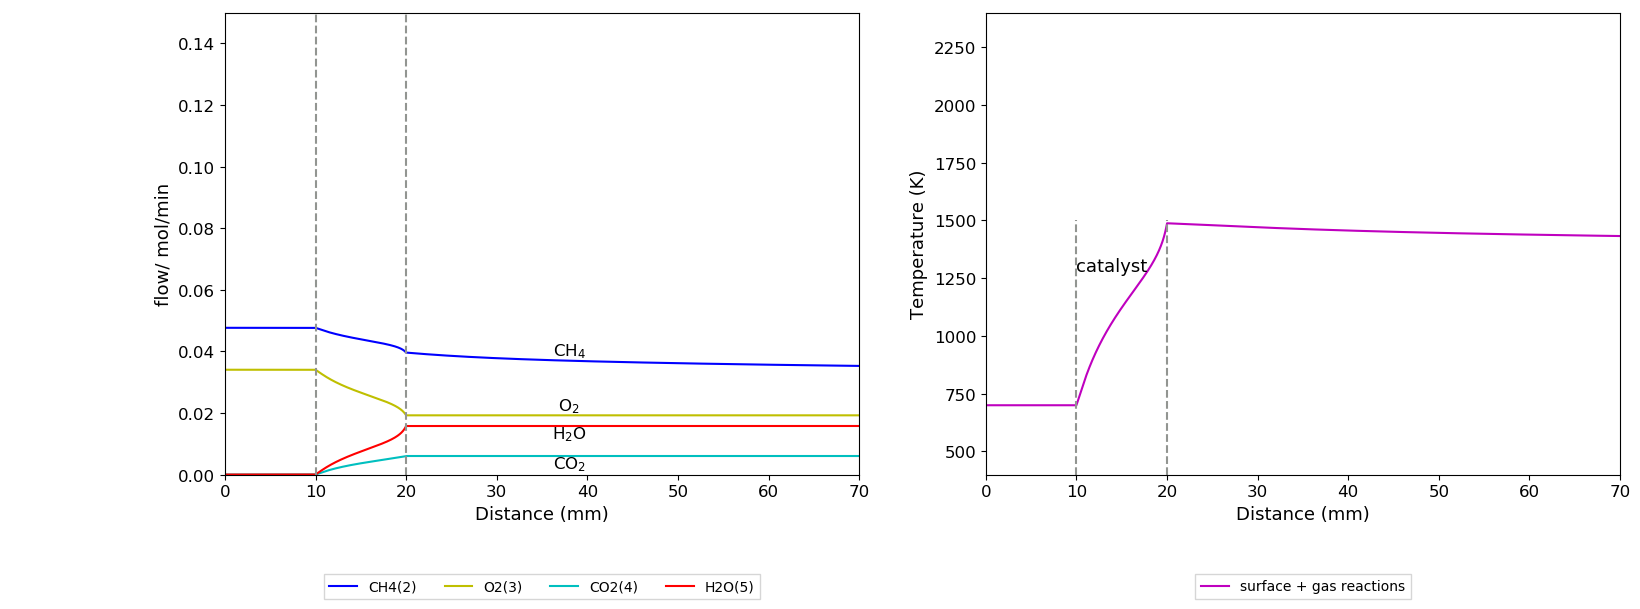 0.14
0.12
0.10
0.08
0.06
0.04
0.02
0.00
flow/ mol/min
CH₄
O₂
H₂O
CO₂
0 10 20 30 40 50 60 70
Distance (mm)
CH4(2) O2(3) CO2(4) H2O(5)
2250
2000
1750
1500
1250
1000
750
500
Temperature (K)
catalyst
0 10 20 30 40 50 60 70
Distance (mm)
surface + gas reactions